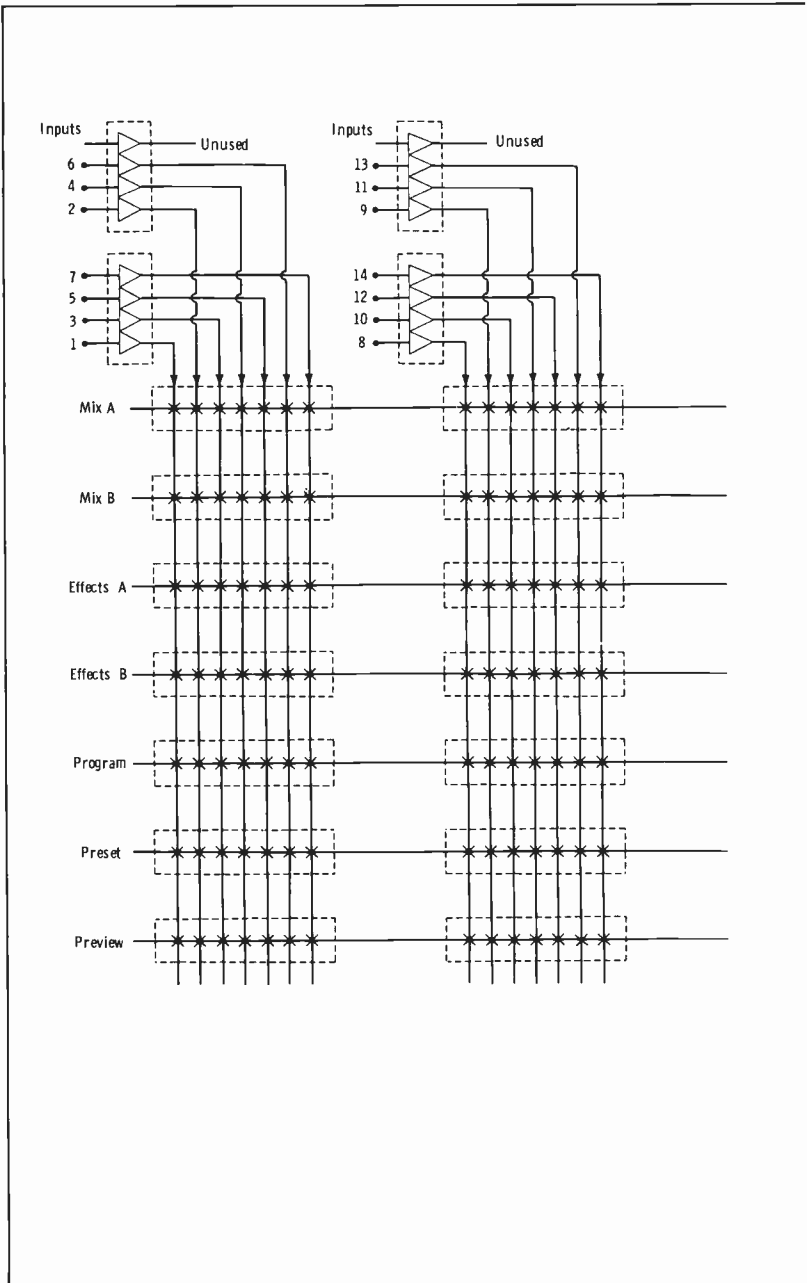 Inputs
Unused
6
4
2
7
5
3
1
Inputs
Unused
13
11
9
14
12
10
8
Mix A
Mix B
Effects A
Effects B
Program
Preset
Preview